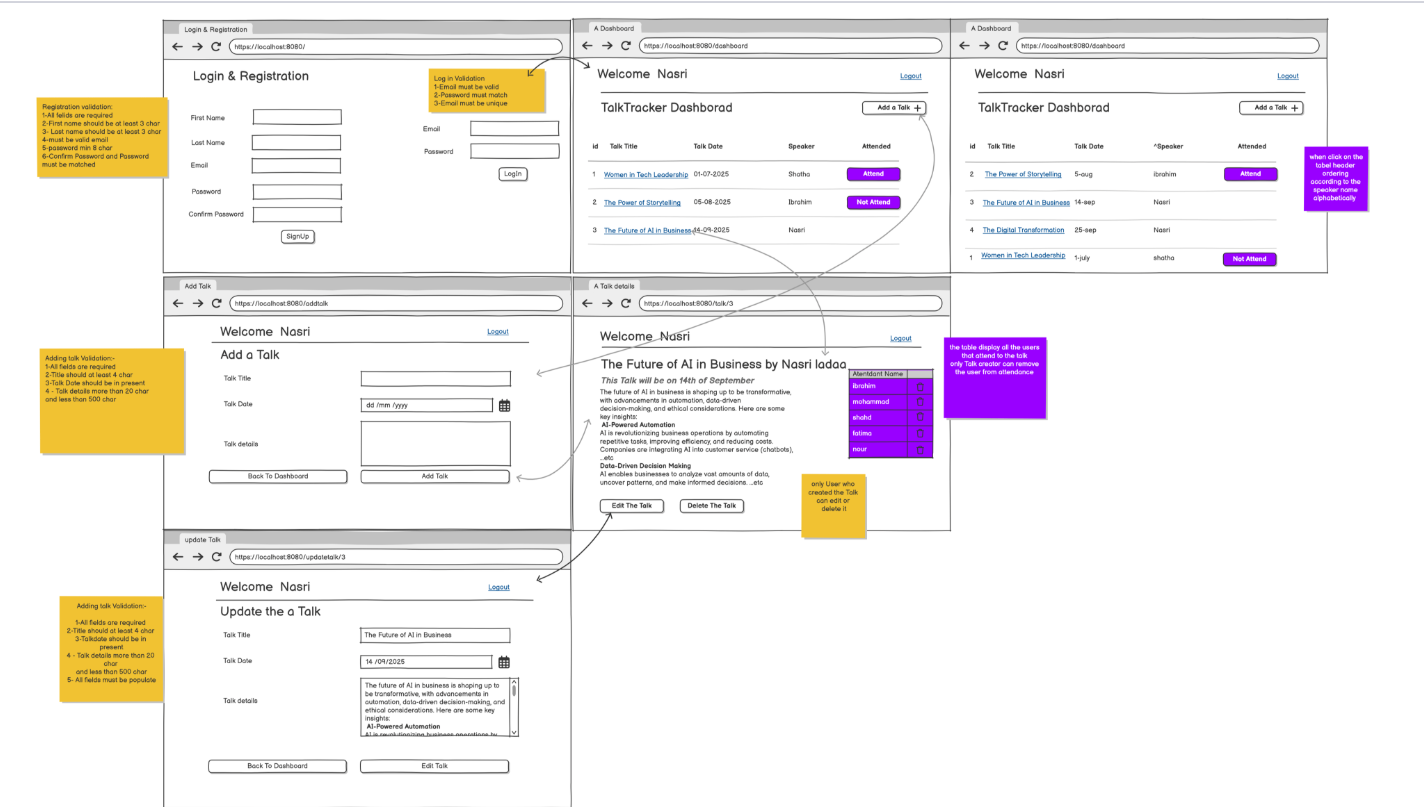 Login & Registration
https://localhost:8080/
Login & Registration
Registration validation:
1-All feilds are required
2-First name should be at least 3 char
3- Last name should be at least 3 char
4-must be valid email
5-password min 8 char
6-Confirm Password and Password
must be matched
Log in Validation
1-Email must be valid
2-Password must match
3-Email must be unique
First Name
Last Name
Email
Password
Confirm Password
SignUp
Email
Password
LogIn
A Dashboard
https://localhost:8080/dashboard
Welcome Nasri
Logout
TalkTracker Dashborad
Add a Talk +
id Talk Title Talk Date Speaker Attended
1 Women in Tech Leadership 01-07-2025 Shatha Attend
2 The Power of Storytelling 05-08-2025 Ibrahim Not Attend
3 The Future of AI in Business 14-09-2025 Nasri
A Dashboard
https://localhost:8080/dashboard
Welcome Nasri
Logout
TalkTracker Dashborad
Add a Talk +
id Talk Title Talk Date ^Speaker Attended
2 The Power of Storytelling 5-aug ibrahim Attend
3 The Future of AI in Business 14-sep Nasri
4 The Digital Transformation 25-sep Nasri
1 Women in Tech Leadership 1-july shatha Not Attend
when click on the
tabel header
ordering
according to the
speaker name
alphabetically
Add Talk
https://localhost:8080/addtalk
Welcome Nasri
Logout
Add a Talk
Adding talk Validation:-
1-All fields are required
2-Title should at least 4 char
3-Talk Date should be in present
4 - Talk details more than 20 char
and less than 500 char
Talk Title
Talk Date
dd /mm /yyyy
Talk details
Back To Dashboard
Add Talk
A Talk details
https://localhost:8080/talk/3
Welcome Nasri
Logout
The Future of AI in Business by Nasri ladaa
This Talk will be on 14th of September
The future of AI in business is shaping up to be transformative,
with advancements in automation, data-driven
decision-making, and ethical considerations. Here are some
key insights:
AI-Powered Automation
AI is revolutionizing business operations by automating
repetitive tasks, improving efficiency, and reducing costs.
Companies are integrating AI into customer service (chatbots),
...etc
Data-Driven Decision Making
AI enables businesses to analyze vast amounts of data,
uncover patterns, and make informed decisions. ...etc
Atentdant Name
ibrahim
mohammad
shahd
fatima
nour
the table display all the users
that attend to the talk
only Talk creator can remove
the user from attendance
only User who
created the Talk
can edit or
delete it
Edit The Talk
Delete The Talk
update Talk
https://localhost:8080/updatetalk/3
Welcome Nasri
Logout
Update the a Talk
Adding talk Validation:-
1-All fields are required
2-Title should at least 4 char
3-Talkdate should be in
present
4 - Talk details more than 20
char
and less than 500 char
5- All fields must be populate
Talk Title
The Future of AI in Business
Talk Date
14 /09/2025
Talk details
The future of AI in business is shaping up to
be transformative, with advancements in
automation, data-driven decision-making, and
ethical considerations. Here are some key
insights:
AI-Powered Automation
AI is revolutionizing business operations by
Back To Dashboard
Edit Talk